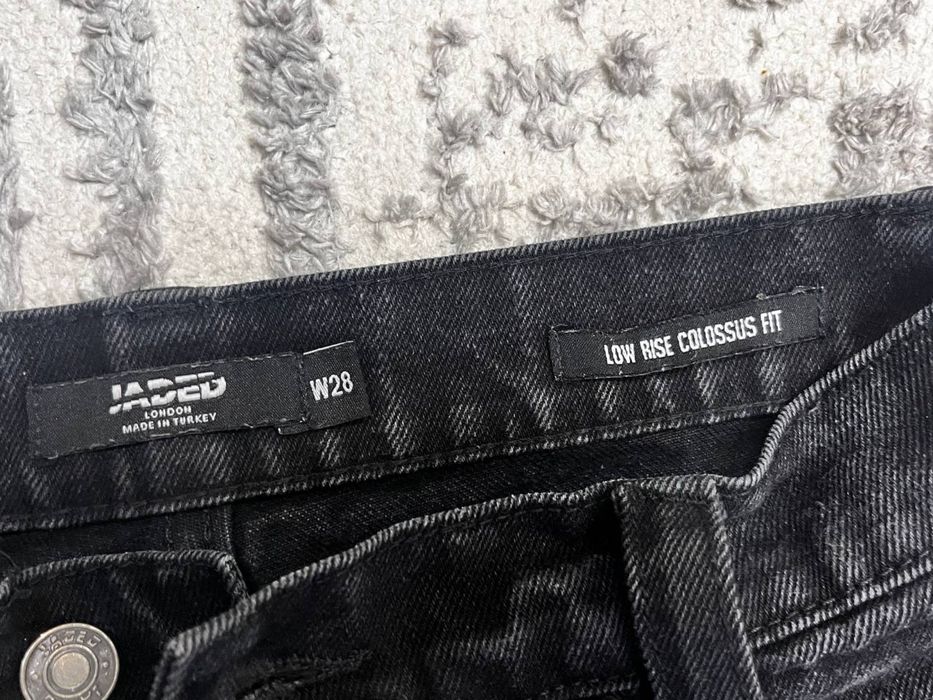 JADED
LONDON
MADE IN TURKEY
W28
LOW RISE COLOSSUS FIT
JADED